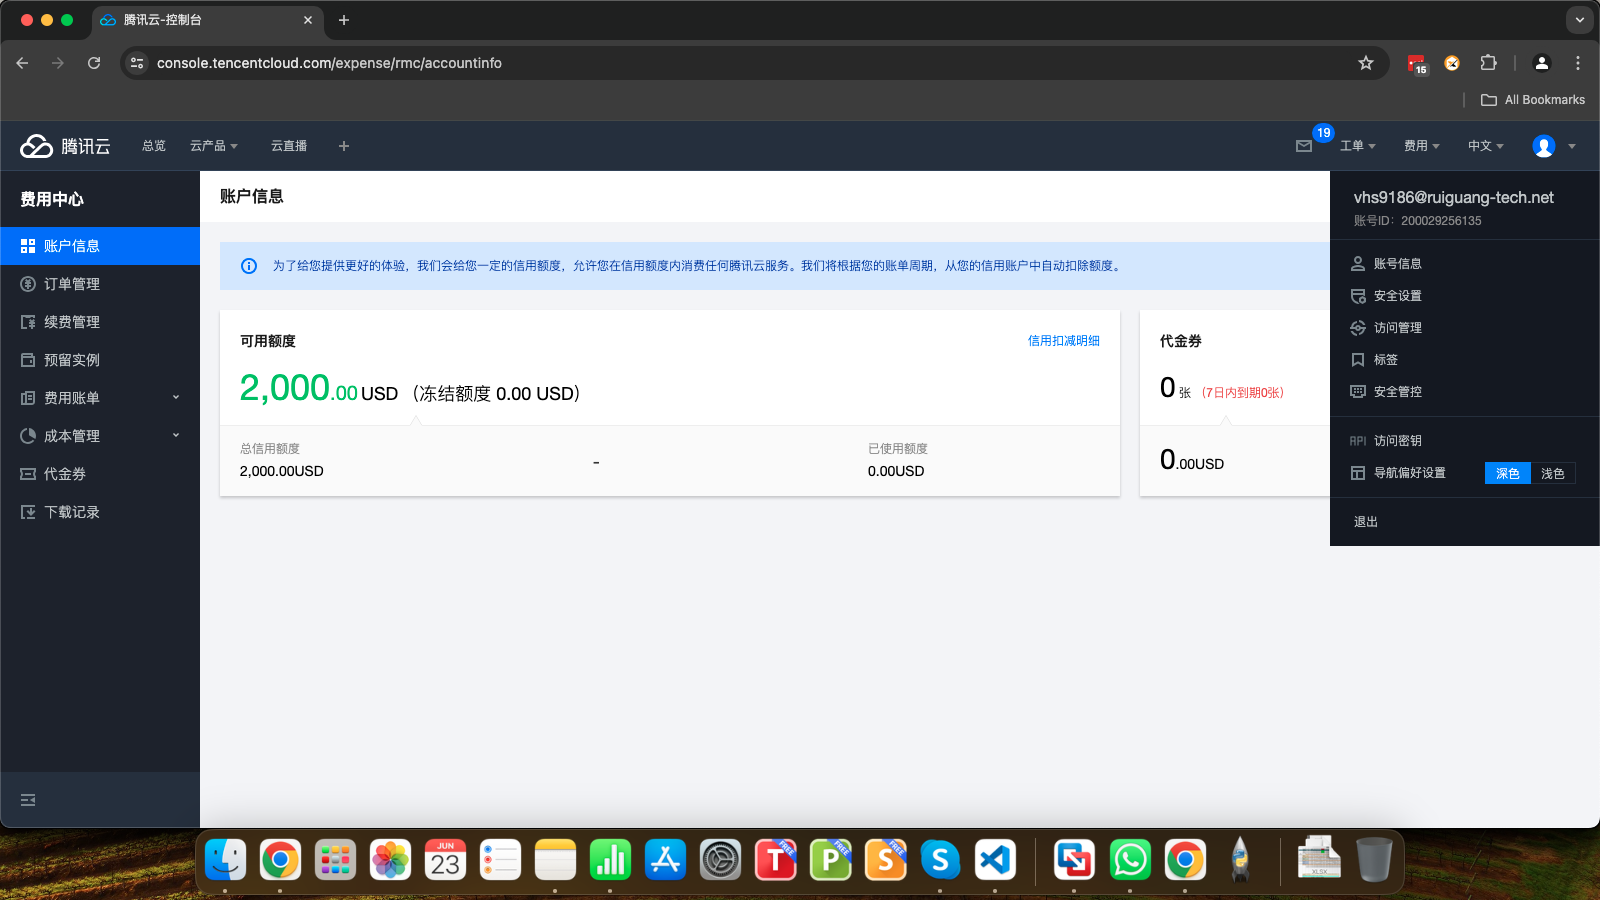 腾讯云-控制台
console.tencentcloud.com/expense/rmc/accountinfo
15
All Bookmarks
腾讯云
总览
云产品
云直播
19
工单
费用
中文
费用中心
账户信息
订单管理
续费管理
预留实例
费用账单
成本管理
代金券
下载记录
账户信息
为了给您提供更好的体验，我们会给您一定的信用额度，允许您在信用额度内消费任何腾讯云服务。我们将根据您的账单周期，从您的信用账户中自动扣除额度。
可用额度
信用扣减明细
2,000.00 USD （冻结额度 0.00 USD）
总信用额度
2,000.00USD
-
已使用额度
0.00USD
代金券
0 张 （7日内到期0张）
0.00USD
vhs9186@ruiguang-tech.net
账号ID：200029256135
账号信息
安全设置
访问管理
标签
安全管控
API 访问密钥
导航偏好设置
深色
浅色
退出
JUN
23
T FREE
P FREE
S FREE
S
XLSX